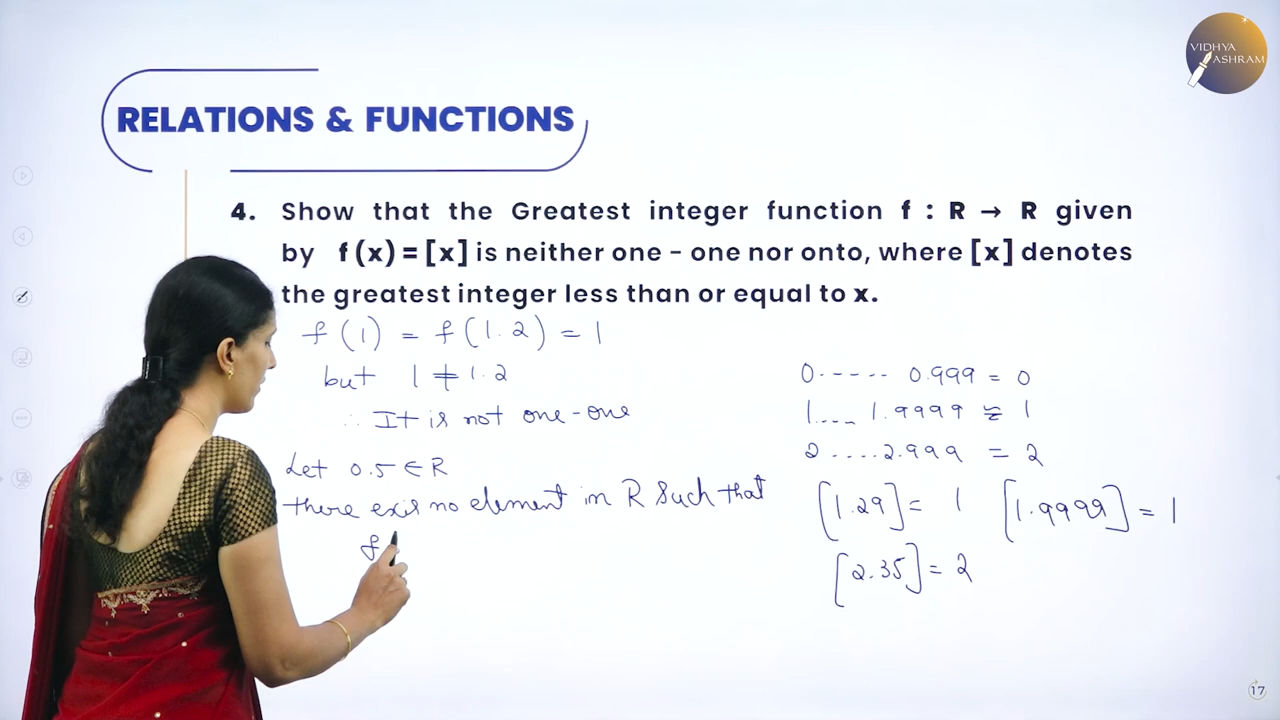 VIDHYA
ASHRAM
RELATIONS & FUNCTIONS
4. Show that the Greatest integer function f : R → R given
by f(x) = [x] is neither one - one nor onto, where [x] denotes
the greatest integer less than or equal to x.
f(1) = f(1.2) = 1
but 1 ≠ 1.2
∴ It is not one-one
Let 0.5 ∈ R
there exis no element in R such that
f
0----- 0.999 = 0
1.... 1.9999 = 1
2 ....2.999 = 2
[1.29] = 1 [1.9999] = 1
[2.35] = 2
17